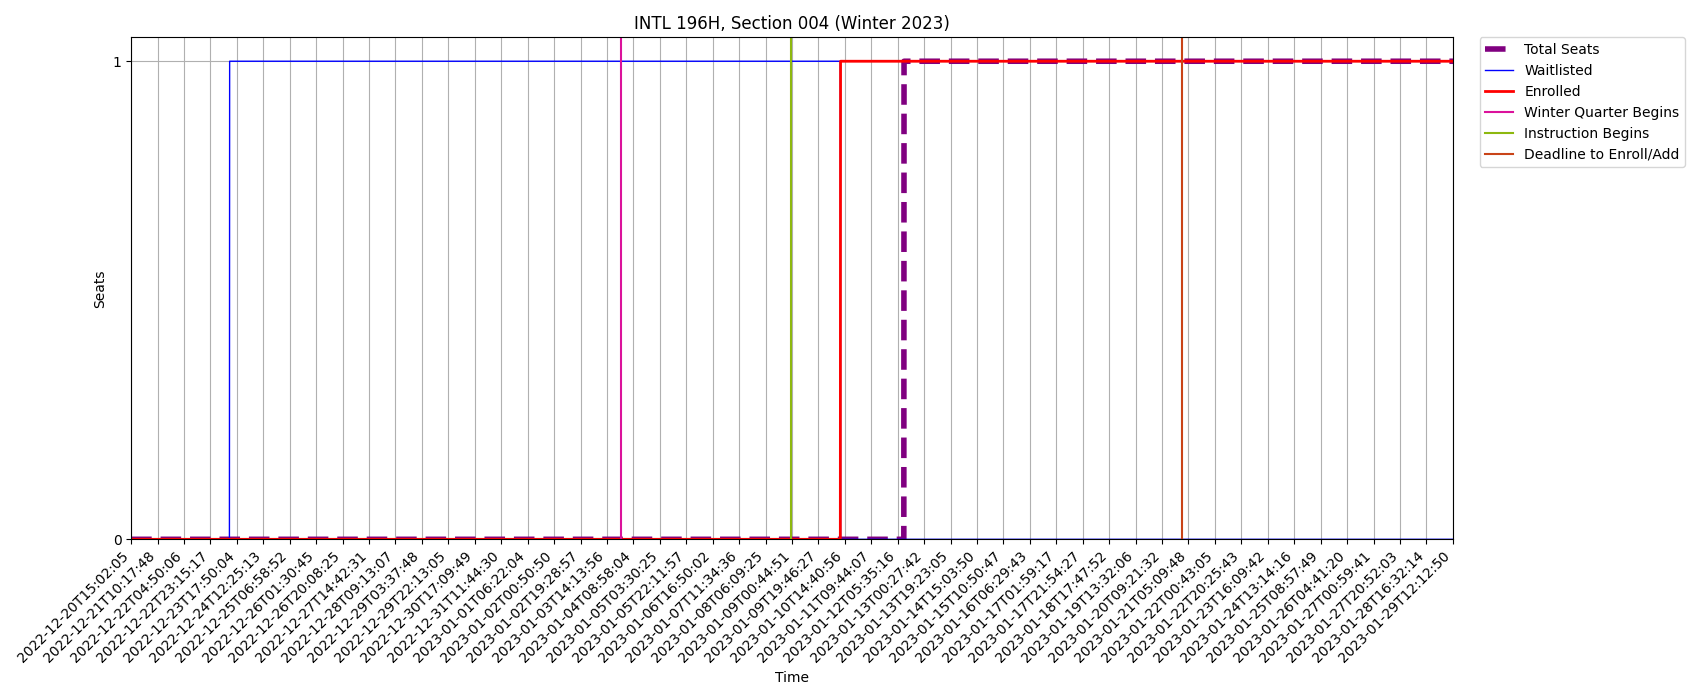 INTL 196H, Section 004 (Winter 2023)
Total Seats
Waitlisted
Enrolled
Winter Quarter Begins
Instruction Begins
Deadline to Enroll/Add
Seats
1
0
2022-12-20T15:02:05
2022-12-21T10:17:48
2022-12-22T04:50:06
2022-12-22T23:15:17
2022-12-23T17:50:04
2022-12-24T12:25:13
2022-12-25T06:58:52
2022-12-26T01:30:45
2022-12-26T20:08:25
2022-12-27T14:42:31
2022-12-28T09:13:07
2022-12-29T03:37:48
2022-12-29T22:13:05
2022-12-30T17:09:49
2022-12-31T11:44:30
2023-01-01T06:22:04
2023-01-02T00:50:50
2023-01-02T19:28:57
2023-01-03T14:13:56
2023-01-04T08:58:04
2023-01-05T03:30:25
2023-01-05T22:11:57
2023-01-06T16:50:02
2023-01-07T11:34:36
2023-01-08T06:09:25
2023-01-09T00:44:51
2023-01-09T19:46:27
2023-01-10T14:40:56
2023-01-11T09:44:07
2023-01-12T05:35:16
2023-01-13T00:27:42
2023-01-13T19:23:05
2023-01-14T15:03:50
2023-01-15T10:50:47
2023-01-16T06:29:43
2023-01-17T01:59:17
2023-01-17T21:54:27
2023-01-18T17:47:52
2023-01-19T13:32:06
2023-01-20T09:21:32
2023-01-21T05:09:48
2023-01-22T00:43:05
2023-01-22T20:25:43
2023-01-23T16:09:42
2023-01-24T13:14:16
2023-01-25T08:57:49
2023-01-26T04:41:20
2023-01-27T00:59:41
2023-01-27T20:52:03
2023-01-28T16:32:14
2023-01-29T12:12:50
Time